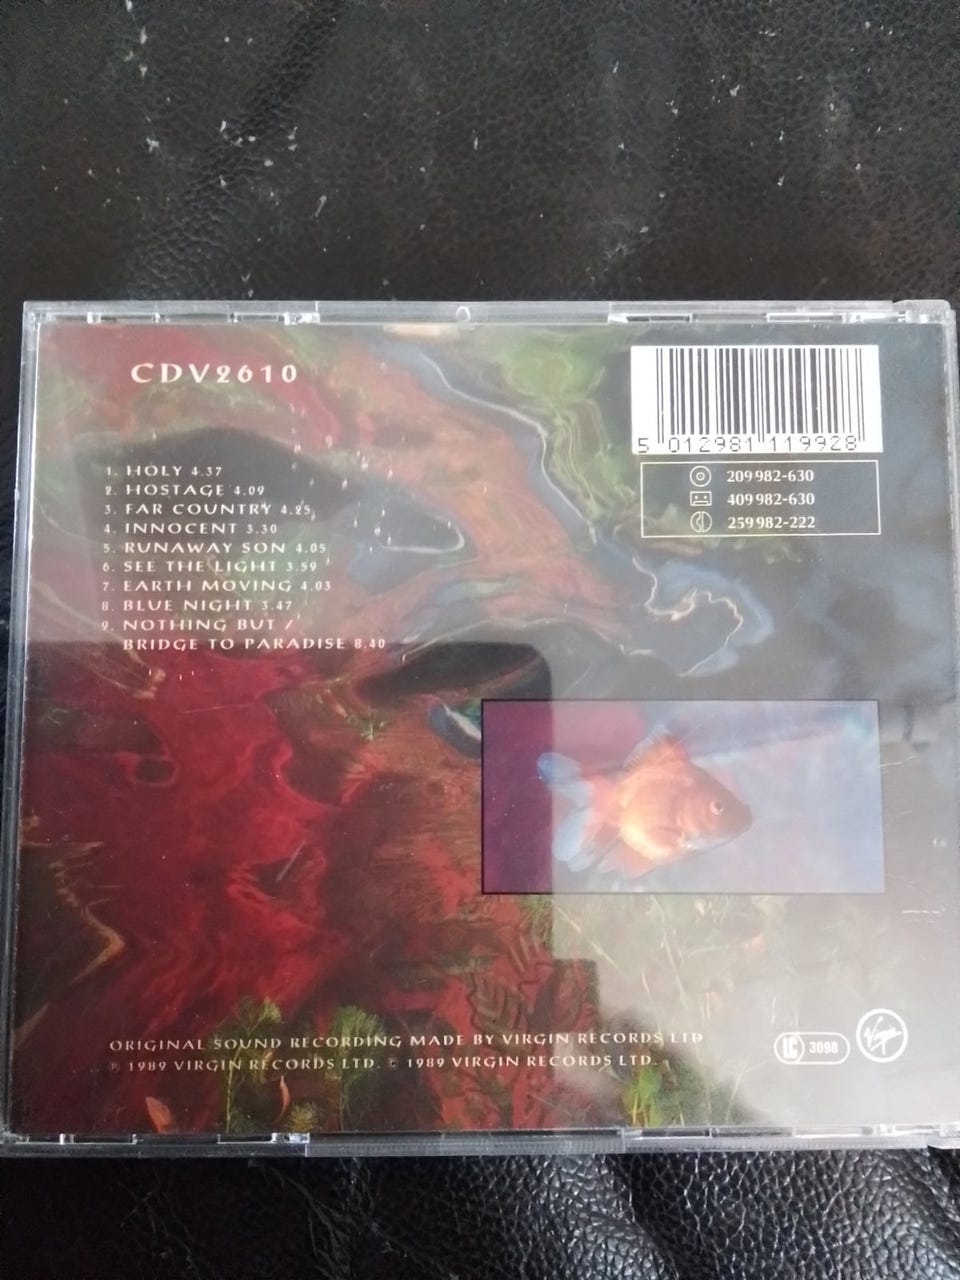 CDV2610
5 012981 119928
209 982-630
409 982-630
259 982-222
1. HOLY 4.37
2. HOSTAGE 4.09
3. FAR COUNTRY 4.25
4. INNOCENT 3.30
5. RUNAWAY SON 4.05
6. SEE THE LIGHT 3.59
7. EARTH MOVING 4.03
8. BLUE NIGHT 3.47
9. NOTHING BUT /
BRIDGE TO PARADISE 8.40
ORIGINAL SOUND RECORDING MADE BY VIRGIN RECORDS LTD
℗ 1989 VIRGIN RECORDS LTD. © 1989 VIRGIN RECORDS LTD.
LC 3098
Virgin